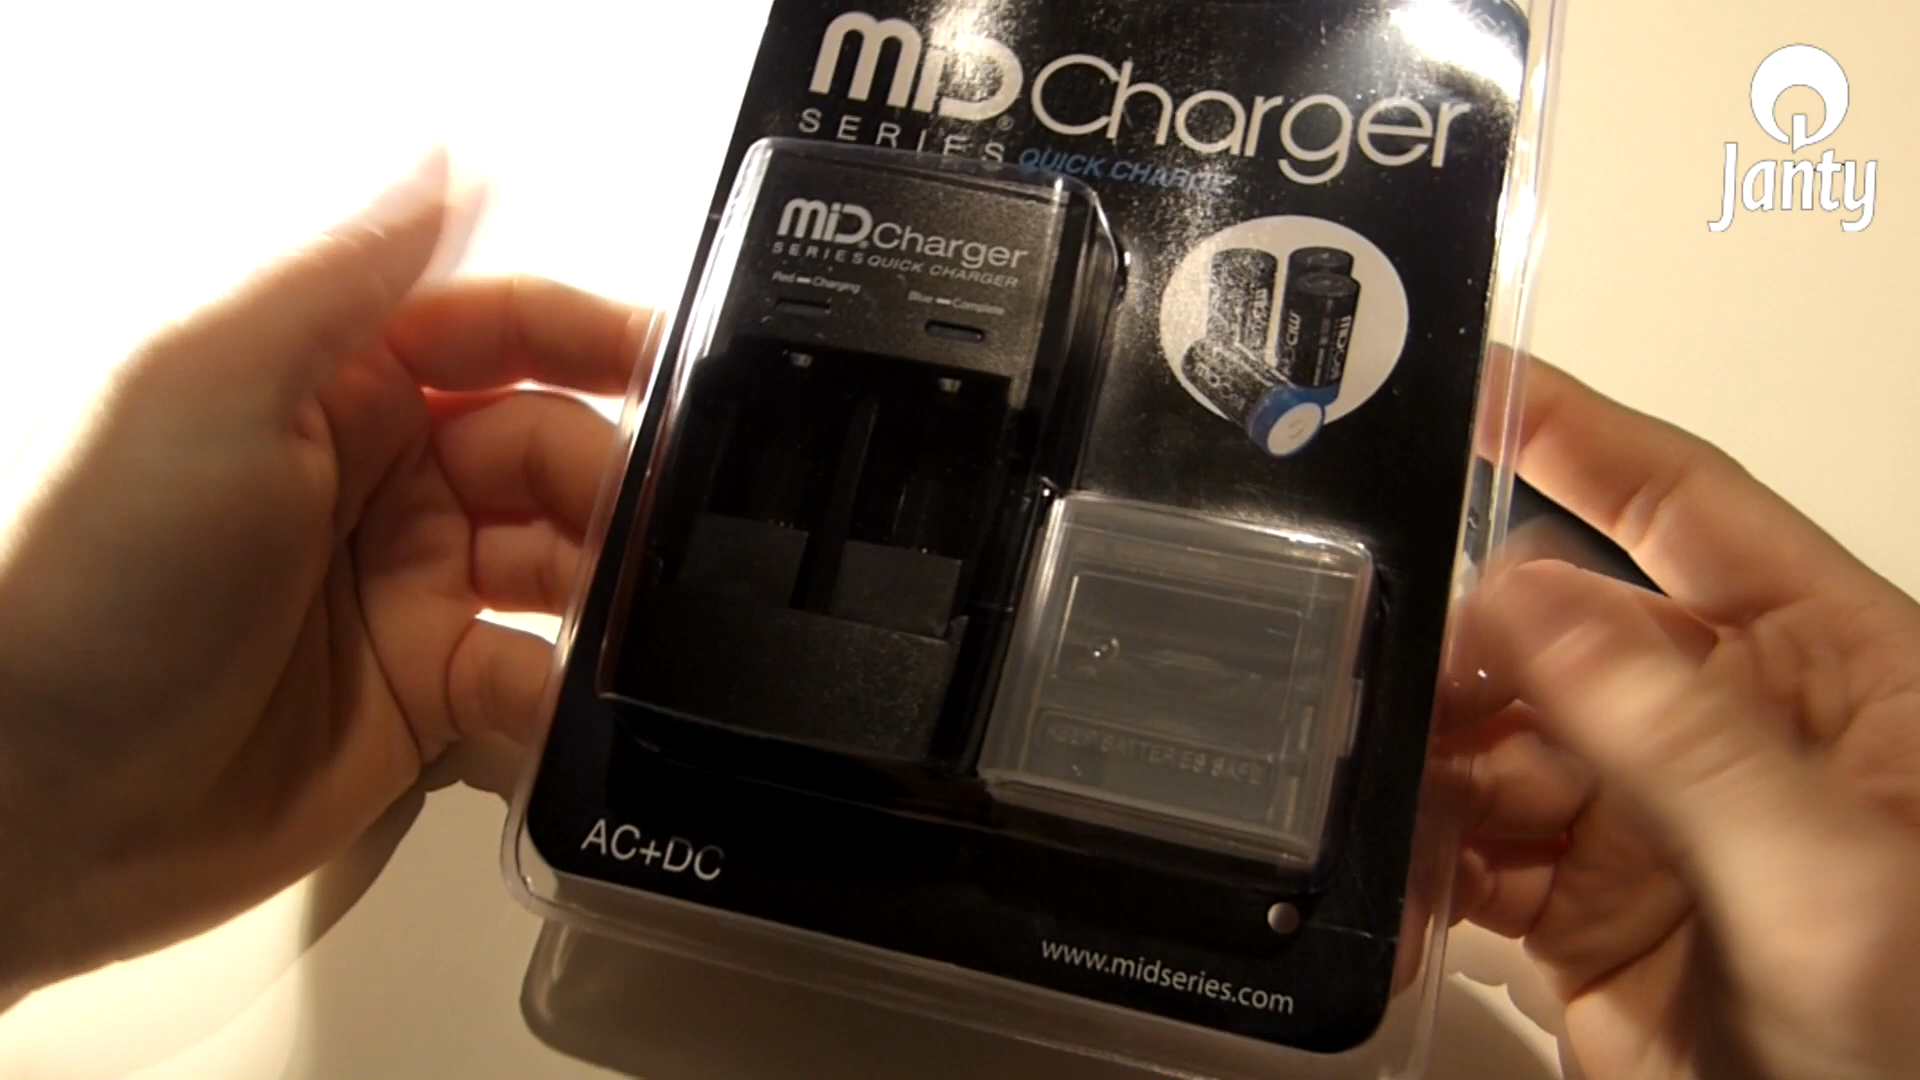 MiD® Charger
SERIES QUICK CHARGE
Janty
MiD® Charger
SERIES QUICK CHARGER
Red Charging
Blue Complete
KEEP BATTERIES SAFE
AC+DC
www.midseries.com